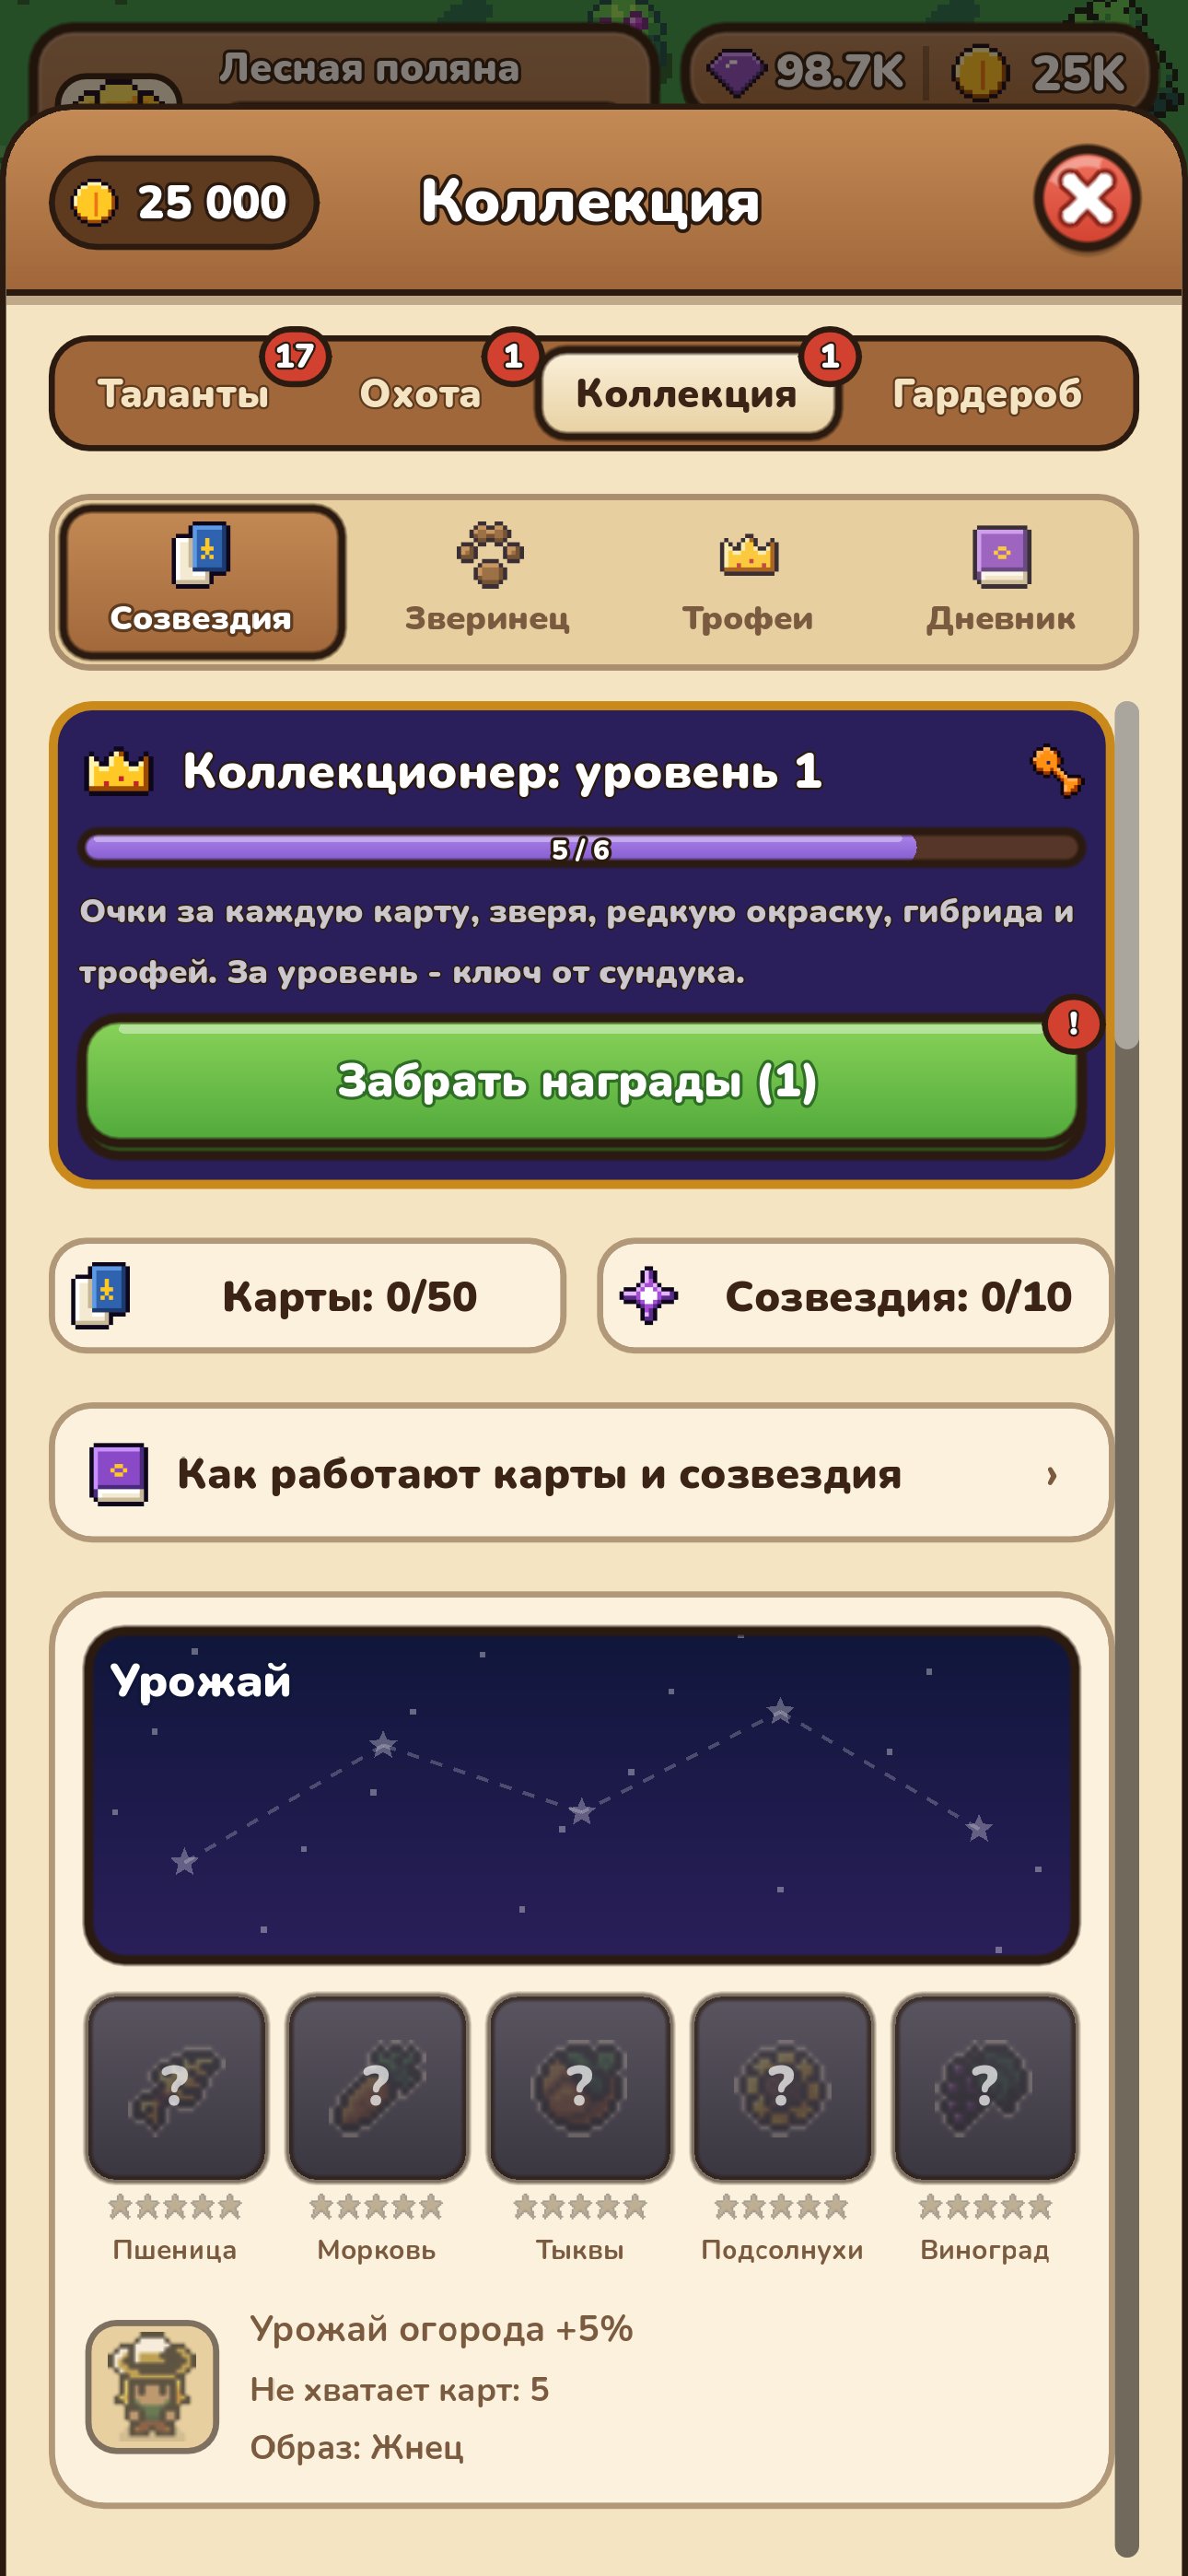 Лесная поляна
98.7K
25K
25 000
Коллекция
17
1
1
Таланты
Охота
Коллекция
Гардероб
Созвездия
Зверинец
Трофеи
Дневник
Коллекционер: уровень 1
5 / 6
Очки за каждую карту, зверя, редкую окраску, гибрида и
трофей. За уровень - ключ от сундука.
!
Забрать награды (1)
Карты: 0/50
Созвездия: 0/10
Как работают карты и созвездия ›
Урожай
? ? ? ? ?
Пшеница
Морковь
Тыквы
Подсолнухи
Виноград
Урожай огорода +5%
Не хватает карт: 5
Образ: Жнец